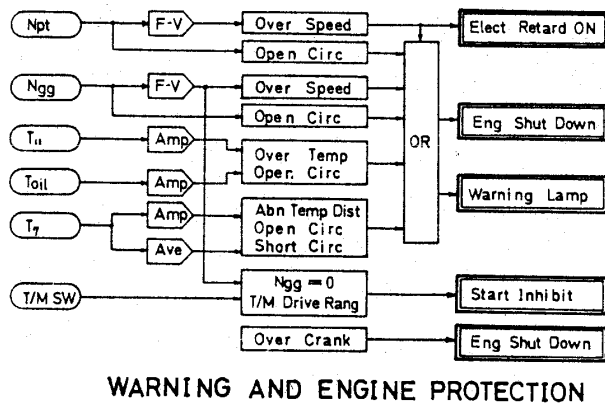 Npt
F-V
Over Speed
Elect Retard ON
Open Circ
Ngg
F-V
Over Speed
Open Circ
Eng Shut Down
T11
Amp
Over Temp
Open Circ
OR
Toil
Amp
Warning Lamp
T7
Amp
Abn Temp Dist
Open Circ
Short Circ
Ave
Ngg = 0
T/M Drive Rang
Start Inhibit
T/M SW
Over Crank
Eng Shut Down
WARNING AND ENGINE PROTECTION